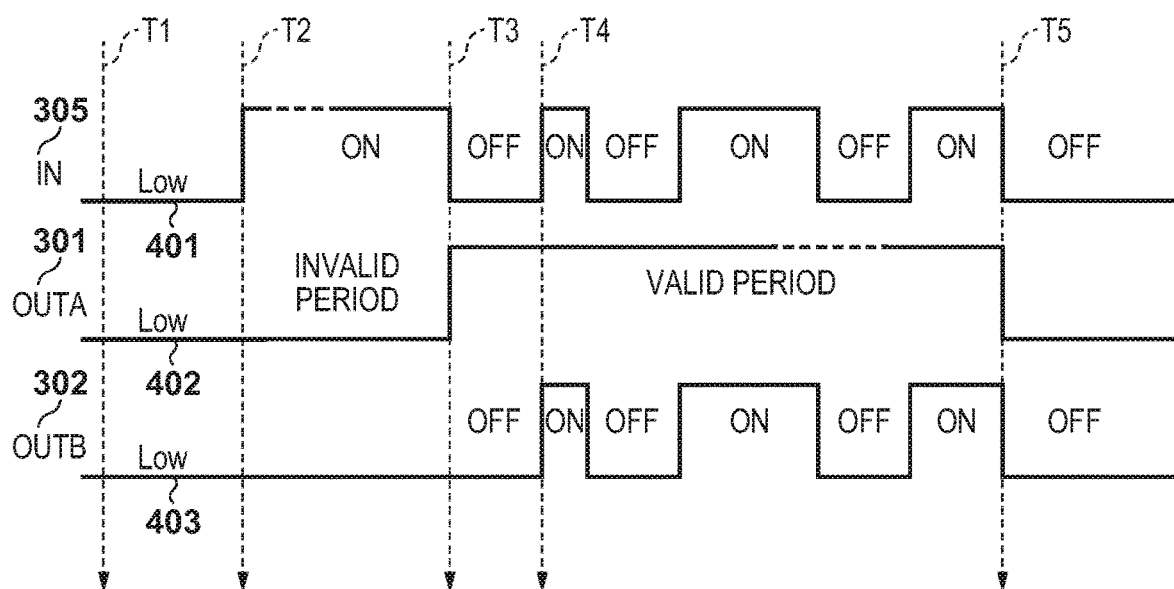 T1 T2 T3 T4 T5
305
IN
ON OFF ON OFF ON OFF ON OFF
Low
401
301
OUTA
INVALID
PERIOD
VALID PERIOD
Low
402
302
OUTB
OFF ON OFF ON OFF ON OFF
Low
403